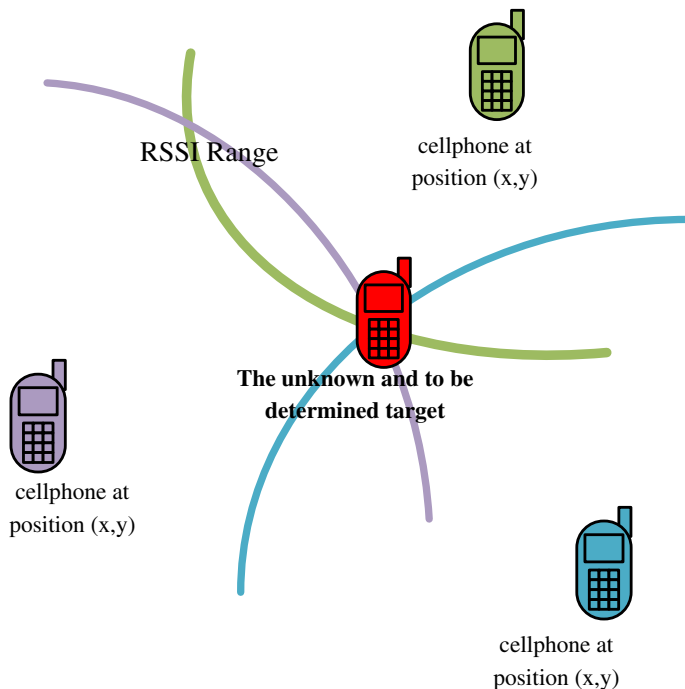 cellphone at
position (x,y)
RSSI Range
The unknown and to be
determined target
cellphone at
position (x,y)
cellphone at
position (x,y)